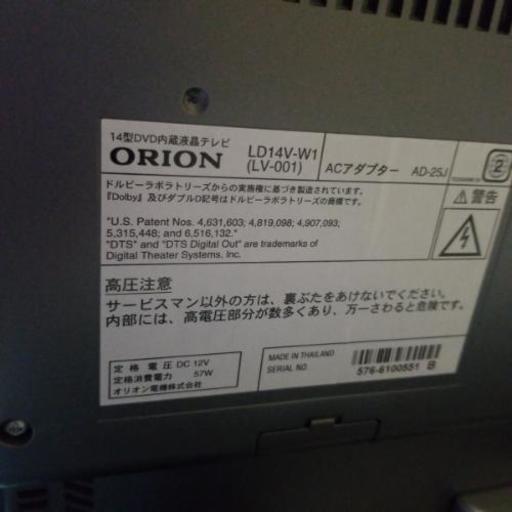 14型DVD内蔵液晶テレビ
ORION LD14V-W1
(LV-001) ACアダプター AD-25J
ドルビーラボラトリーズからの実施権に基づき製造されています。
『Dolby』及びダブルD記号はドルビーラボラトリーズの商標です。
"U.S. Patent Nos. 4,631,603; 4,819,098; 4,907,093;
5,315,448; and 6,516,132."
"DTS" and "DTS Digital Out" are trademarks of
Digital Theater Systems, Inc.
2
警告
高圧注意
サービスマン以外の方は、裏ぶたをあけないでください。
内部には、高電圧部分が数多くあり、万一さわると危険です。
定格電圧 DC 12V
定格消費電力 57W
オリオン電機株式会社
MADE IN THAILAND
SERIAL NO.
576-6100551 B